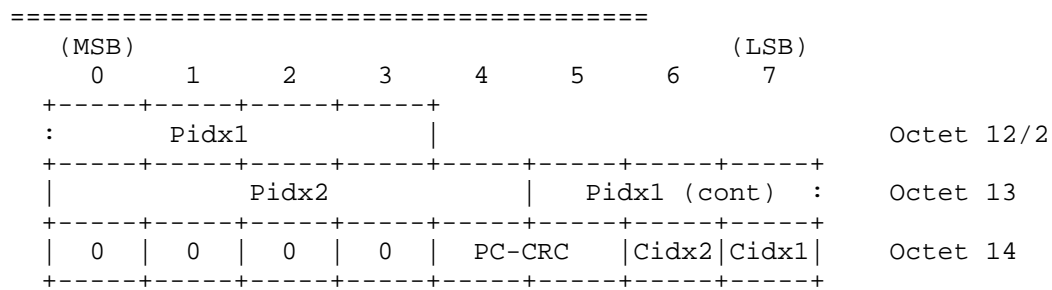 ========================================
(MSB) (LSB)
0 1 2 3 4 5 6 7
+-----+-----+-----+-----+
: Pidx1 | Octet 12/2
+-----+-----+-----+-----+-----+-----+-----+-----+
| Pidx2 | Pidx1 (cont) : Octet 13
+-----+-----+-----+-----+-----+-----+-----+-----+
| 0 | 0 | 0 | 0 | PC-CRC |Cidx2|Cidx1| Octet 14
+-----+-----+-----+-----+-----+-----+-----+-----+